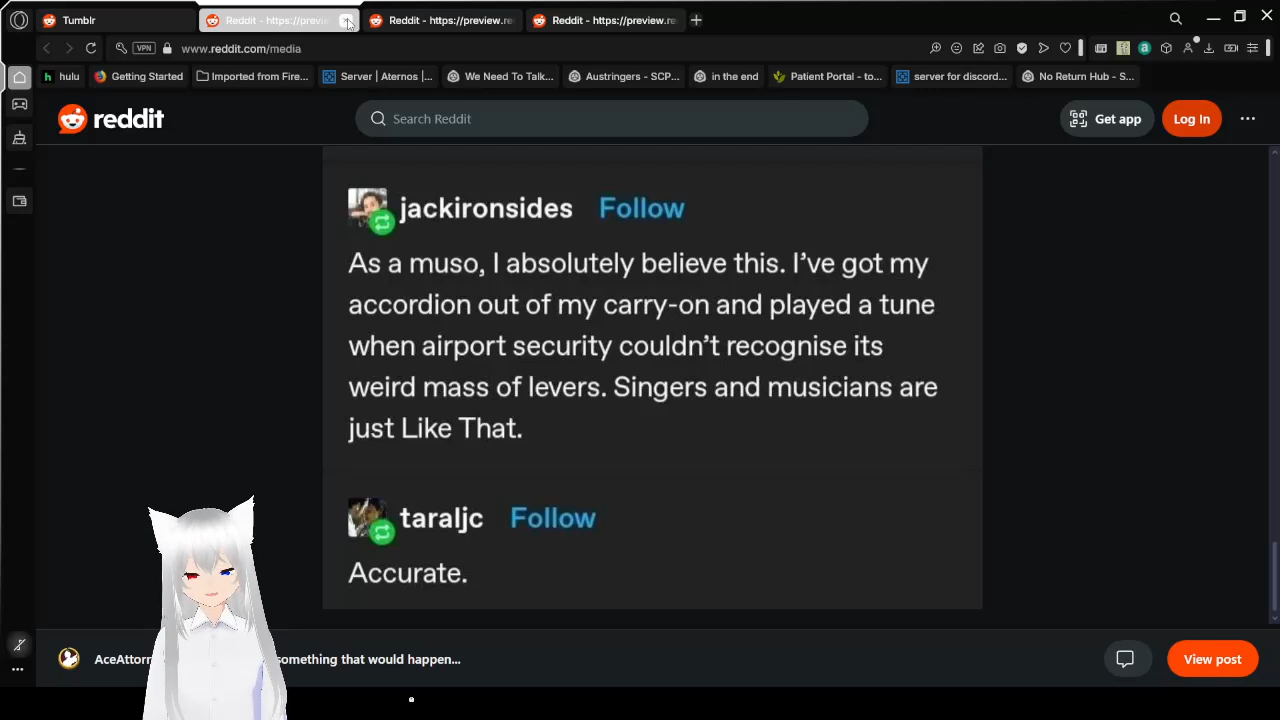 Tumblr
Reddit - https://previ
Reddit - https://preview.re
Reddit - https://preview.re
VPN
www.reddit.com/media
hulu
Getting Started
Imported from Fire...
Server | Aternos |...
We Need To Talk...
Austringers - SCP...
in the end
Patient Portal - to...
server for discord...
No Return Hub - S...
reddit
Search Reddit
Get app
Log In
jackironsides Follow
As a muso, I absolutely believe this. I've got my
accordion out of my carry-on and played a tune
when airport security couldn't recognise its
weird mass of levers. Singers and musicians are
just Like That.
taraljc Follow
Accurate.
AceAttorn something that would happen...
View post